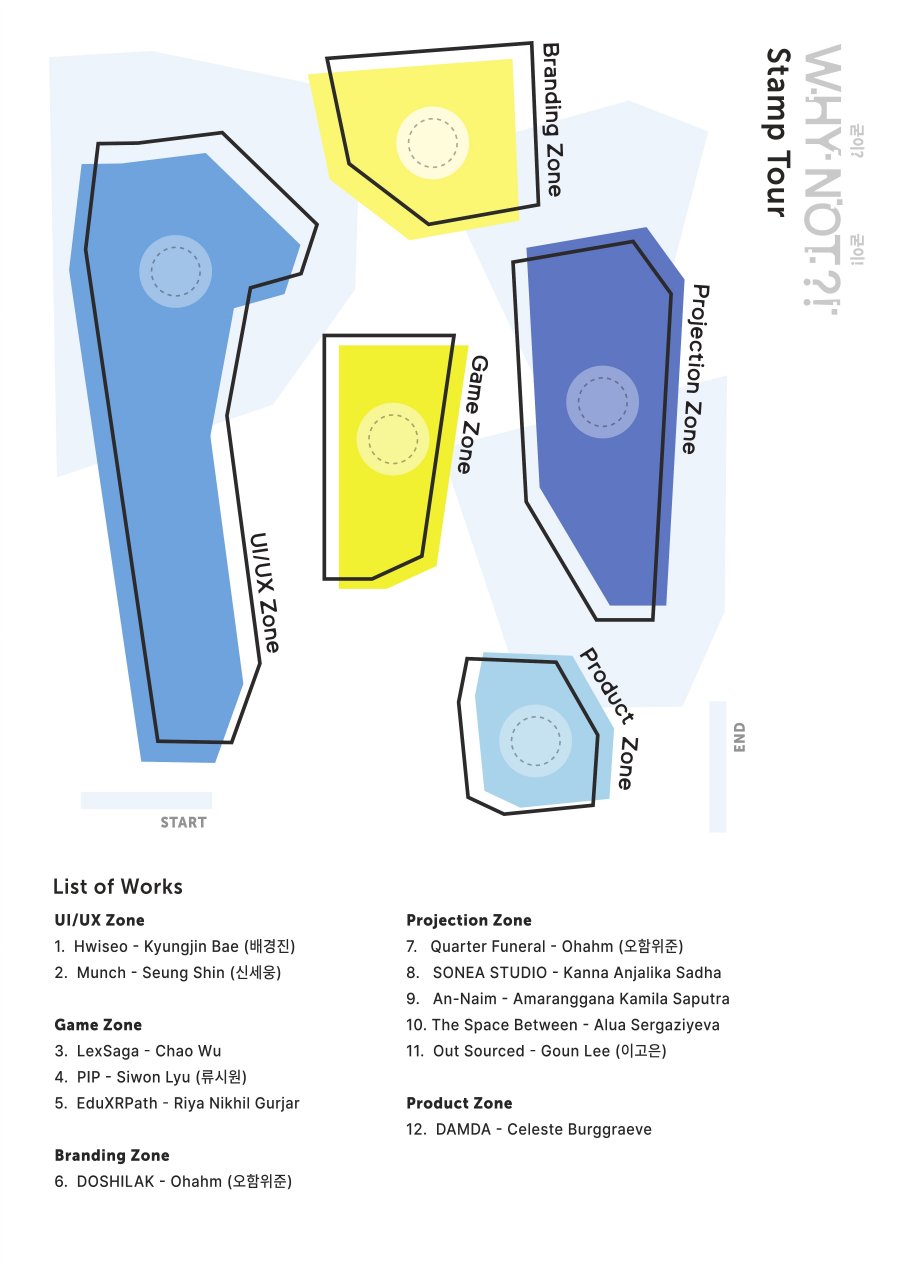 WHY NOT?!
굳이?
굳이!
Stamp Tour
Branding Zone
Projection Zone
Game Zone
UI/UX Zone
Product Zone
START
END
List of Works
UI/UX Zone
1. Hwiseo - Kyungjin Bae (배경진)
2. Munch - Seung Shin (신세웅)
Game Zone
3. LexSaga - Chao Wu
4. PIP - Siwon Lyu (류시원)
5. EduXRPath - Riya Nikhil Gurjar
Branding Zone
6. DOSHILAK - Ohahm (오함위준)
Projection Zone
7. Quarter Funeral - Ohahm (오함위준)
8. SONEA STUDIO - Kanna Anjalika Sadha
9. An-Naim - Amaranggana Kamila Saputra
10. The Space Between - Alua Sergaziyeva
11. Out Sourced - Goun Lee (이고은)
Product Zone
12. DAMDA - Celeste Burggraeve